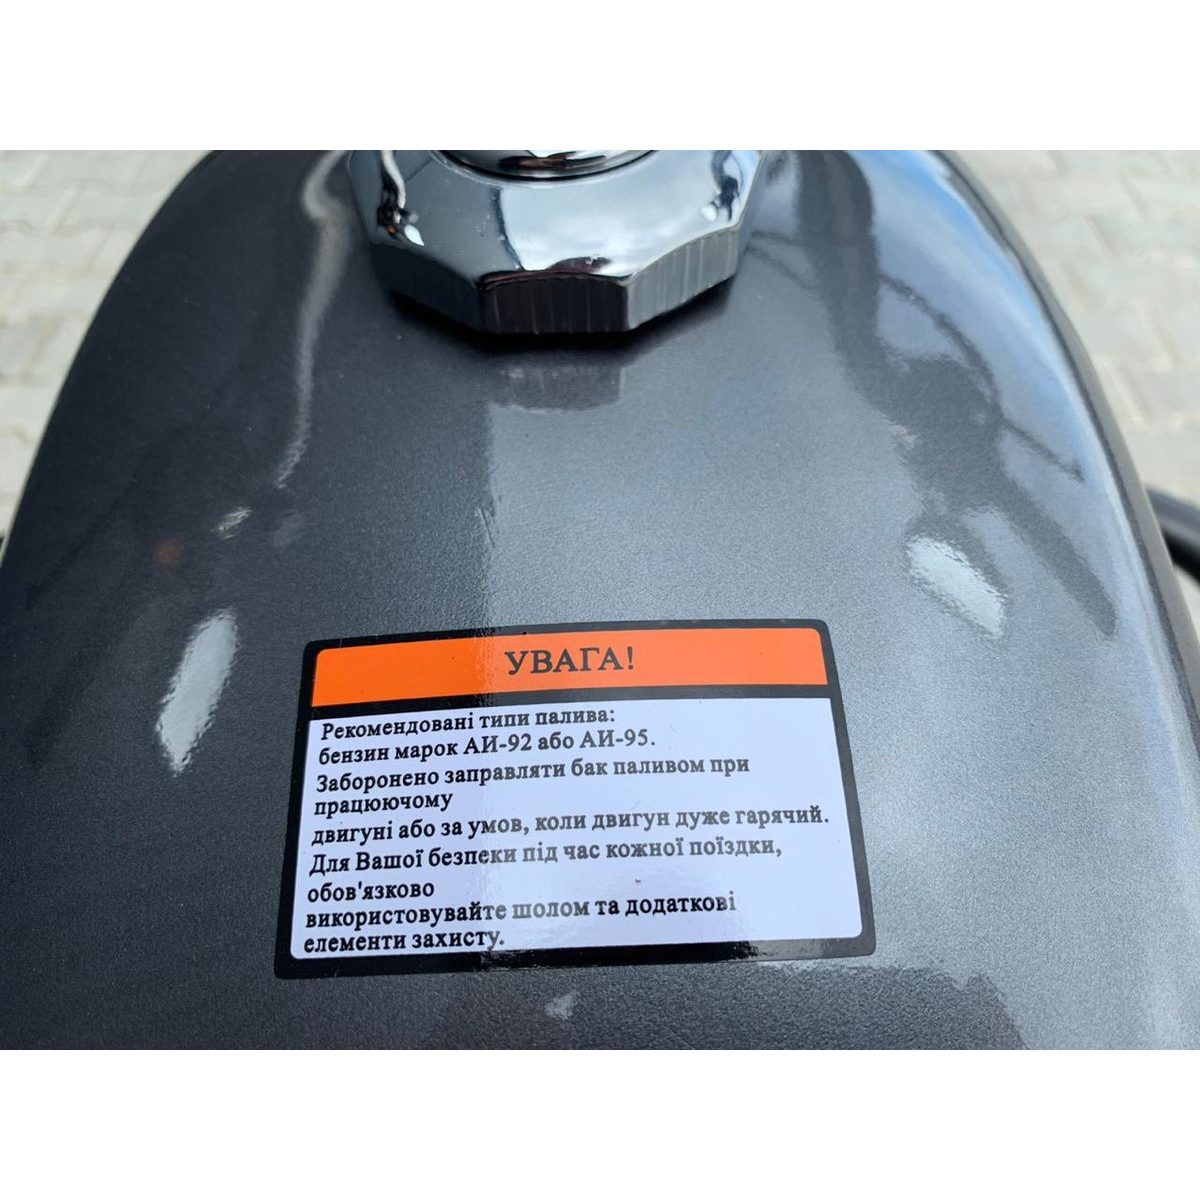 УВАГА!
Рекомендовані типи палива:
бензин марок АИ-92 або АИ-95.
Заборонено заправляти бак паливом при
працюючому
двигуні або за умов, коли двигун дуже гарячий.
Для Вашої безпеки під час кожної поїздки,
обов'язково
використовувайте шолом та додаткові
елементи захисту.